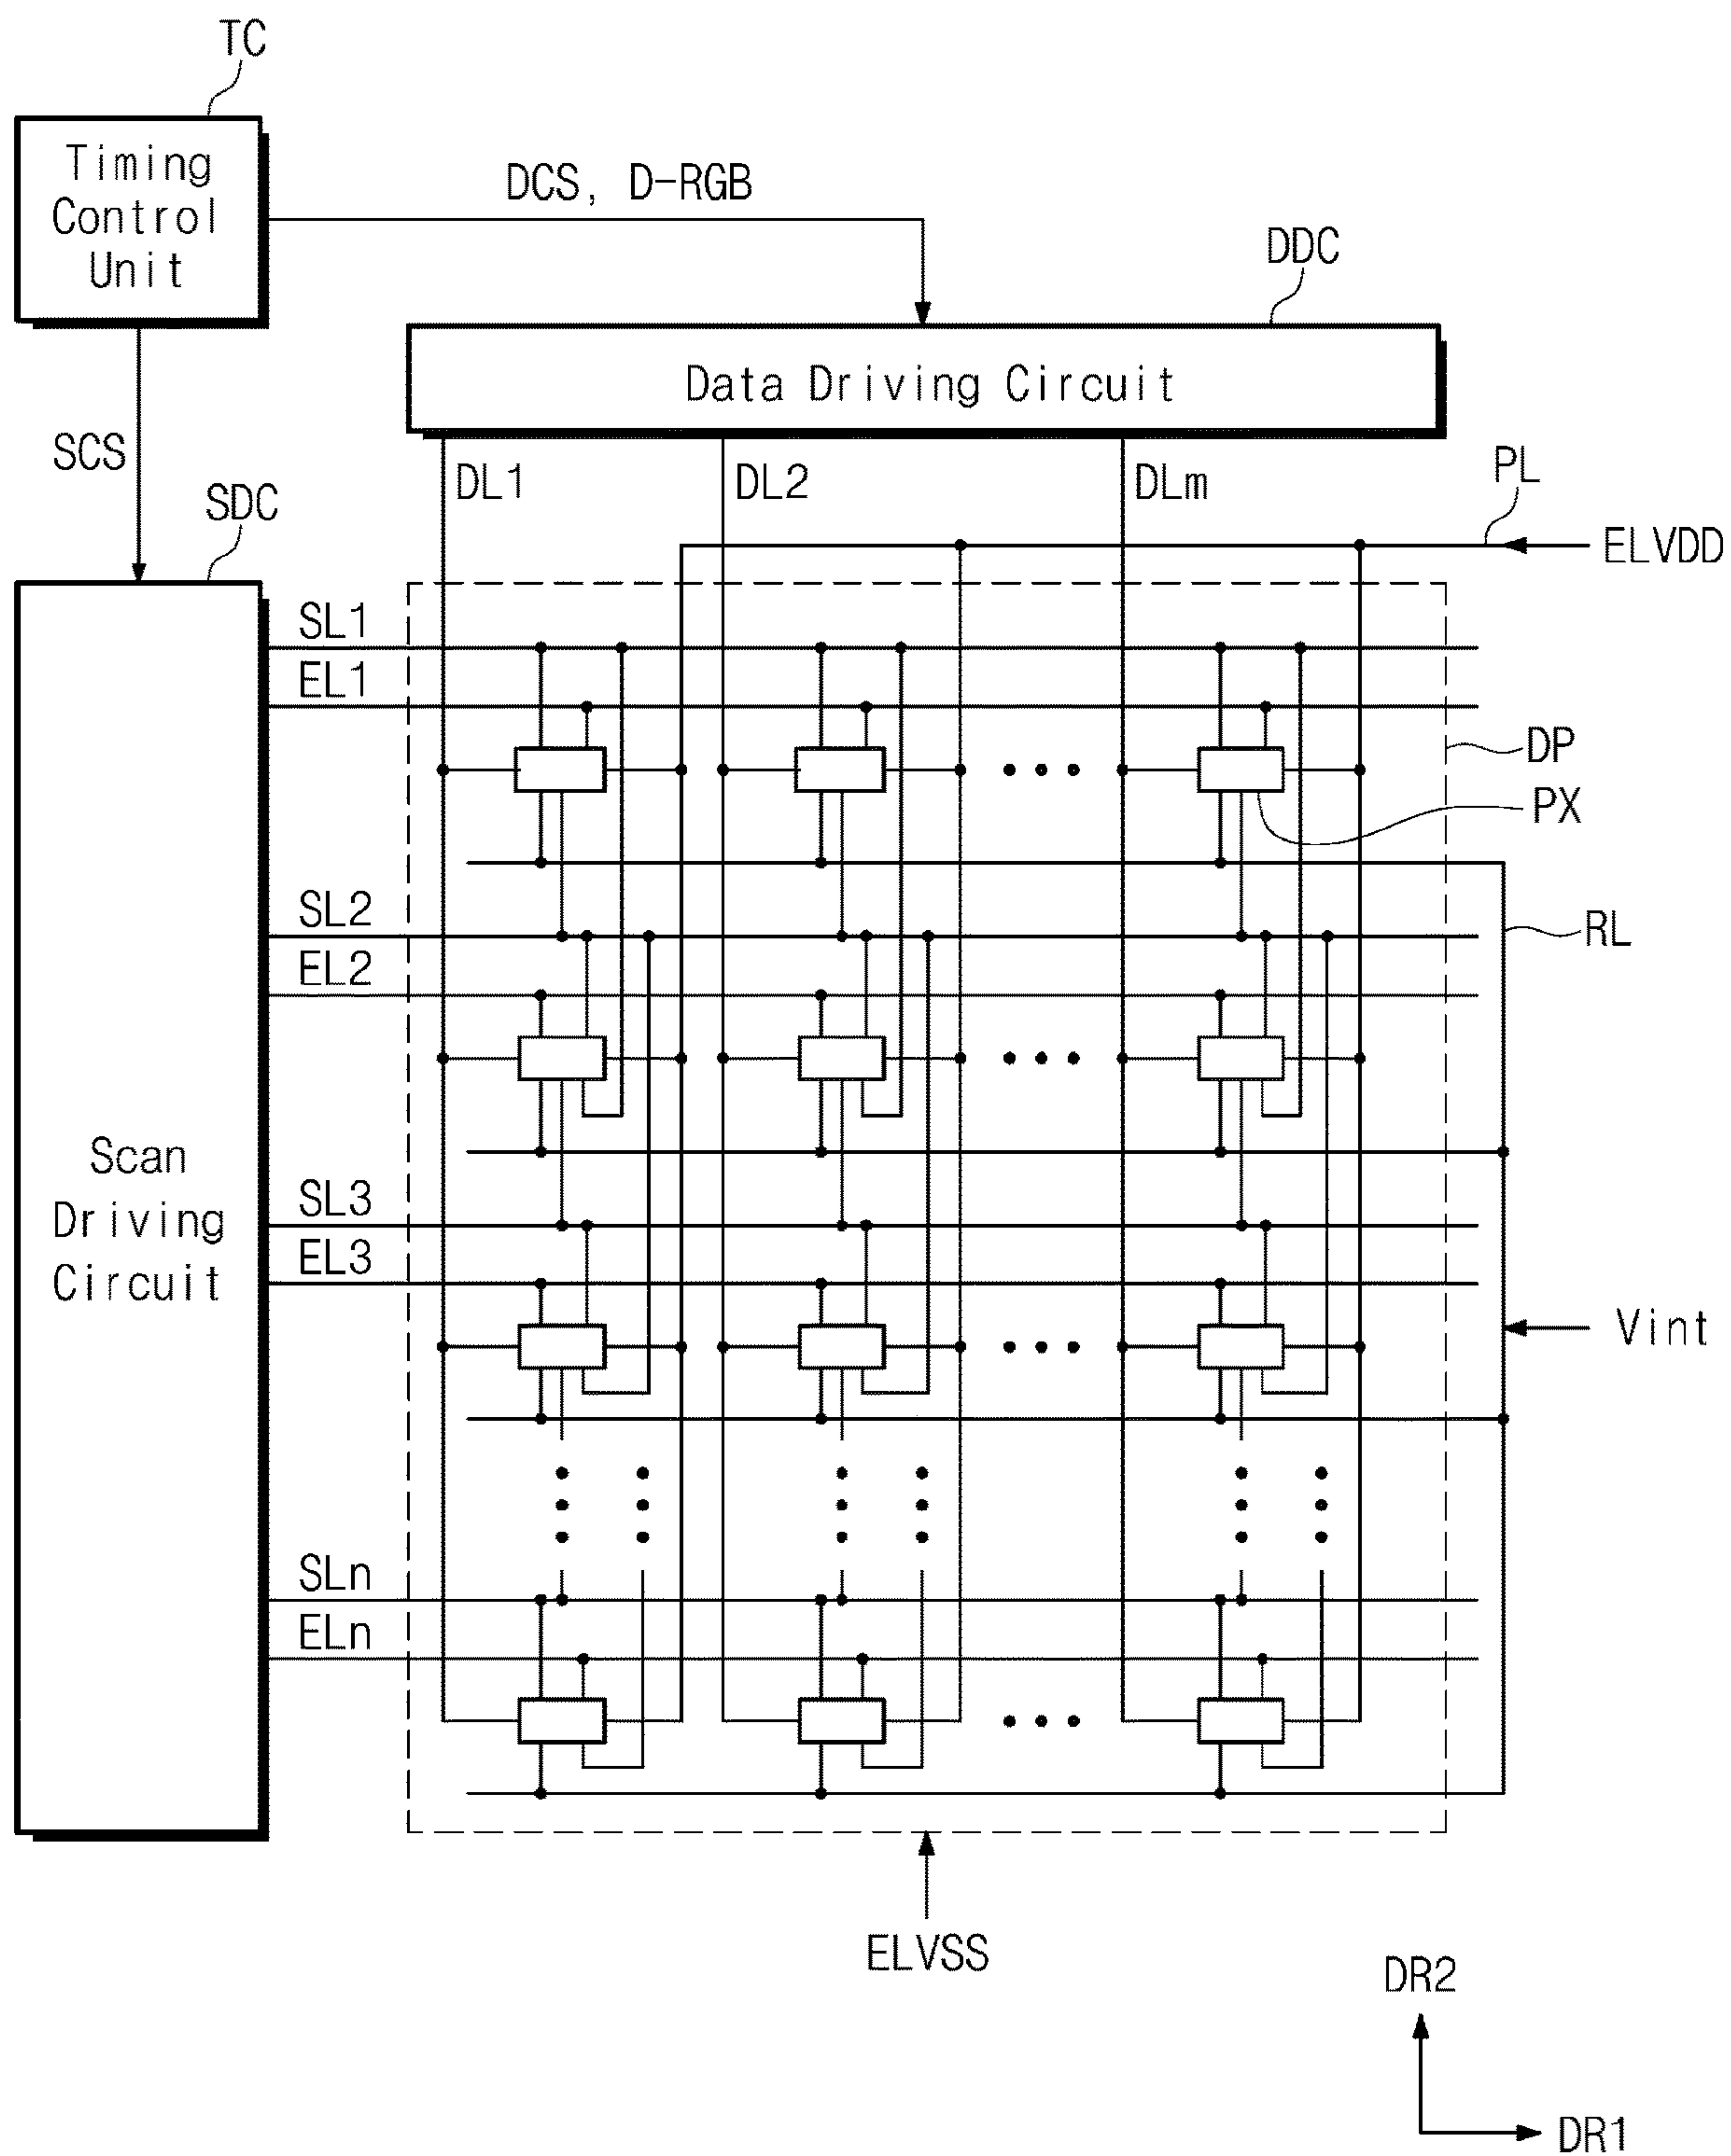 TC
Timing
Control
Unit
DCS, D-RGB
DDC
Data Driving Circuit
SCS
SDC
DL1
DL2
DLm
PL
ELVDD
SL1
EL1
DP
PX
SL2
RL
EL2
Scan
Driving
Circuit
SL3
EL3
Vint
SLn
ELn
ELVSS
DR2
DR1